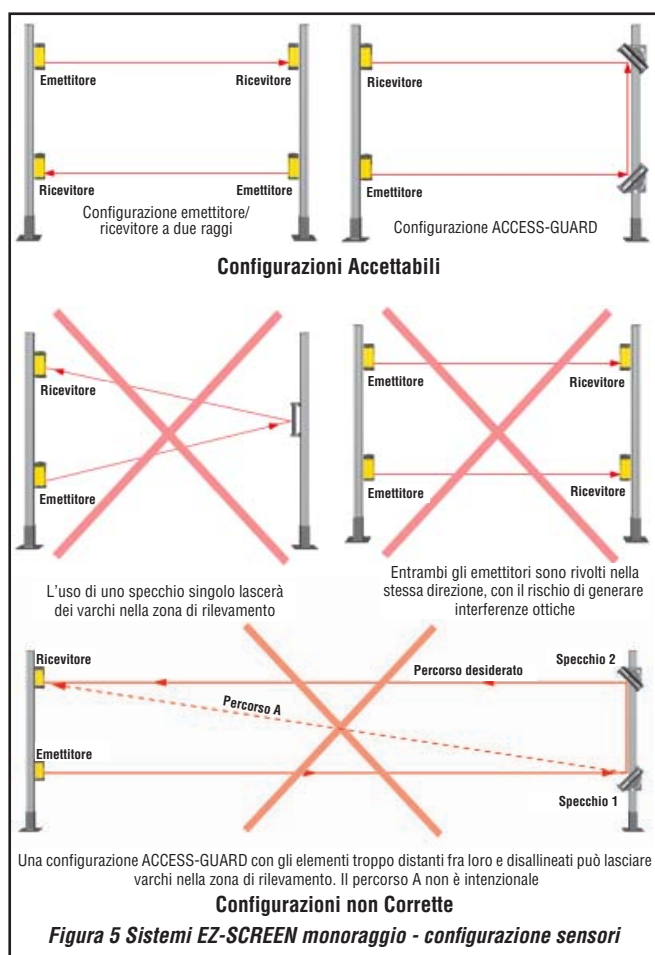 Emettitore
Ricevitore
Ricevitore
Emettitore
Configurazione emettitore/
ricevitore a due raggi
Ricevitore
Emettitore
Configurazione ACCESS-GUARD
Configurazioni Accettabili
Ricevitore
Emettitore
L'uso di uno specchio singolo lascerà
dei varchi nella zona di rilevamento
Emettitore
Ricevitore
Emettitore
Ricevitore
Entrambi gli emettitori sono rivolti nella
stessa direzione, con il rischio di generare
interferenze ottiche
Ricevitore
Specchio 2
Percorso desiderato
Percorso A
Emettitore
Specchio 1
Una configurazione ACCESS-GUARD con gli elementi troppo distanti fra loro e disallineati può lasciare
varchi nella zona di rilevamento. Il percorso A non è intenzionale
Configurazioni non Corrette
Figura 5 Sistemi EZ-SCREEN monoraggio - configurazione sensori